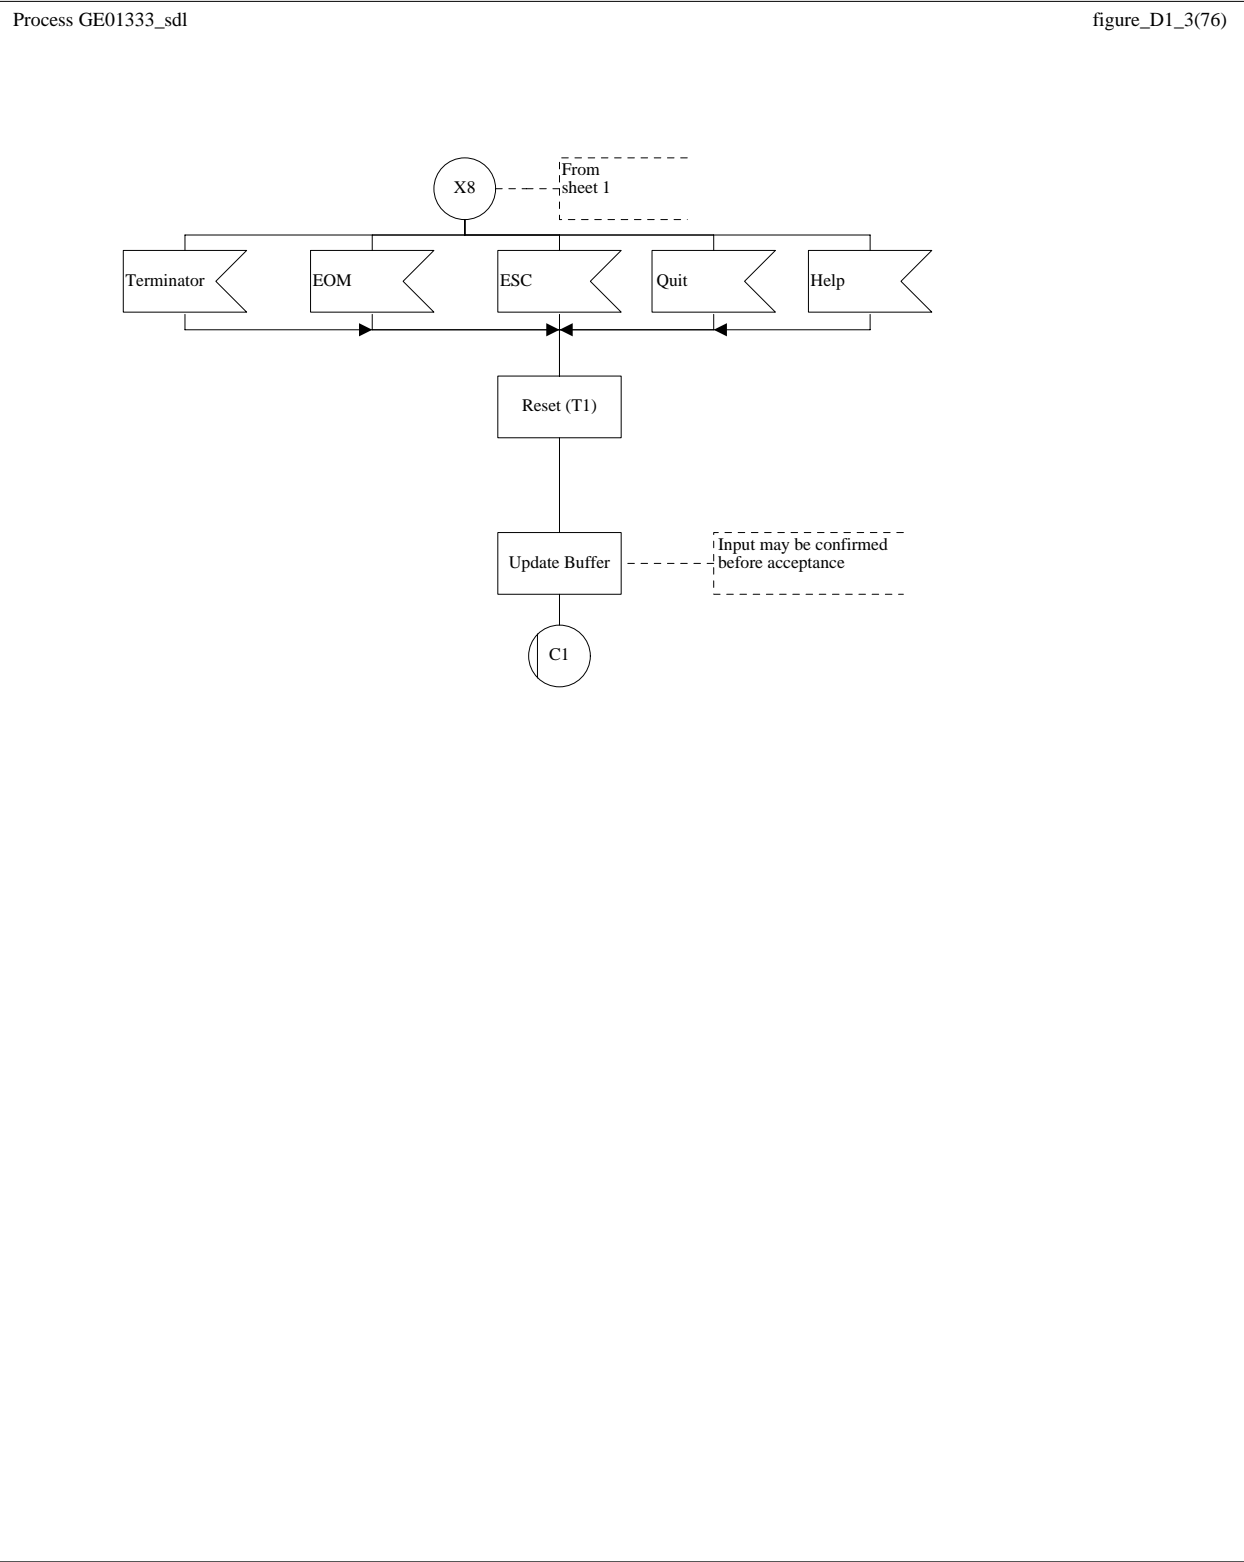 Process GE01333_sdl
figure_D1_3(76)
X8
From
sheet 1
Terminator
EOM
ESC
Quit
Help
Reset (T1)
Update Buffer
Input may be confirmed
before acceptance
C1